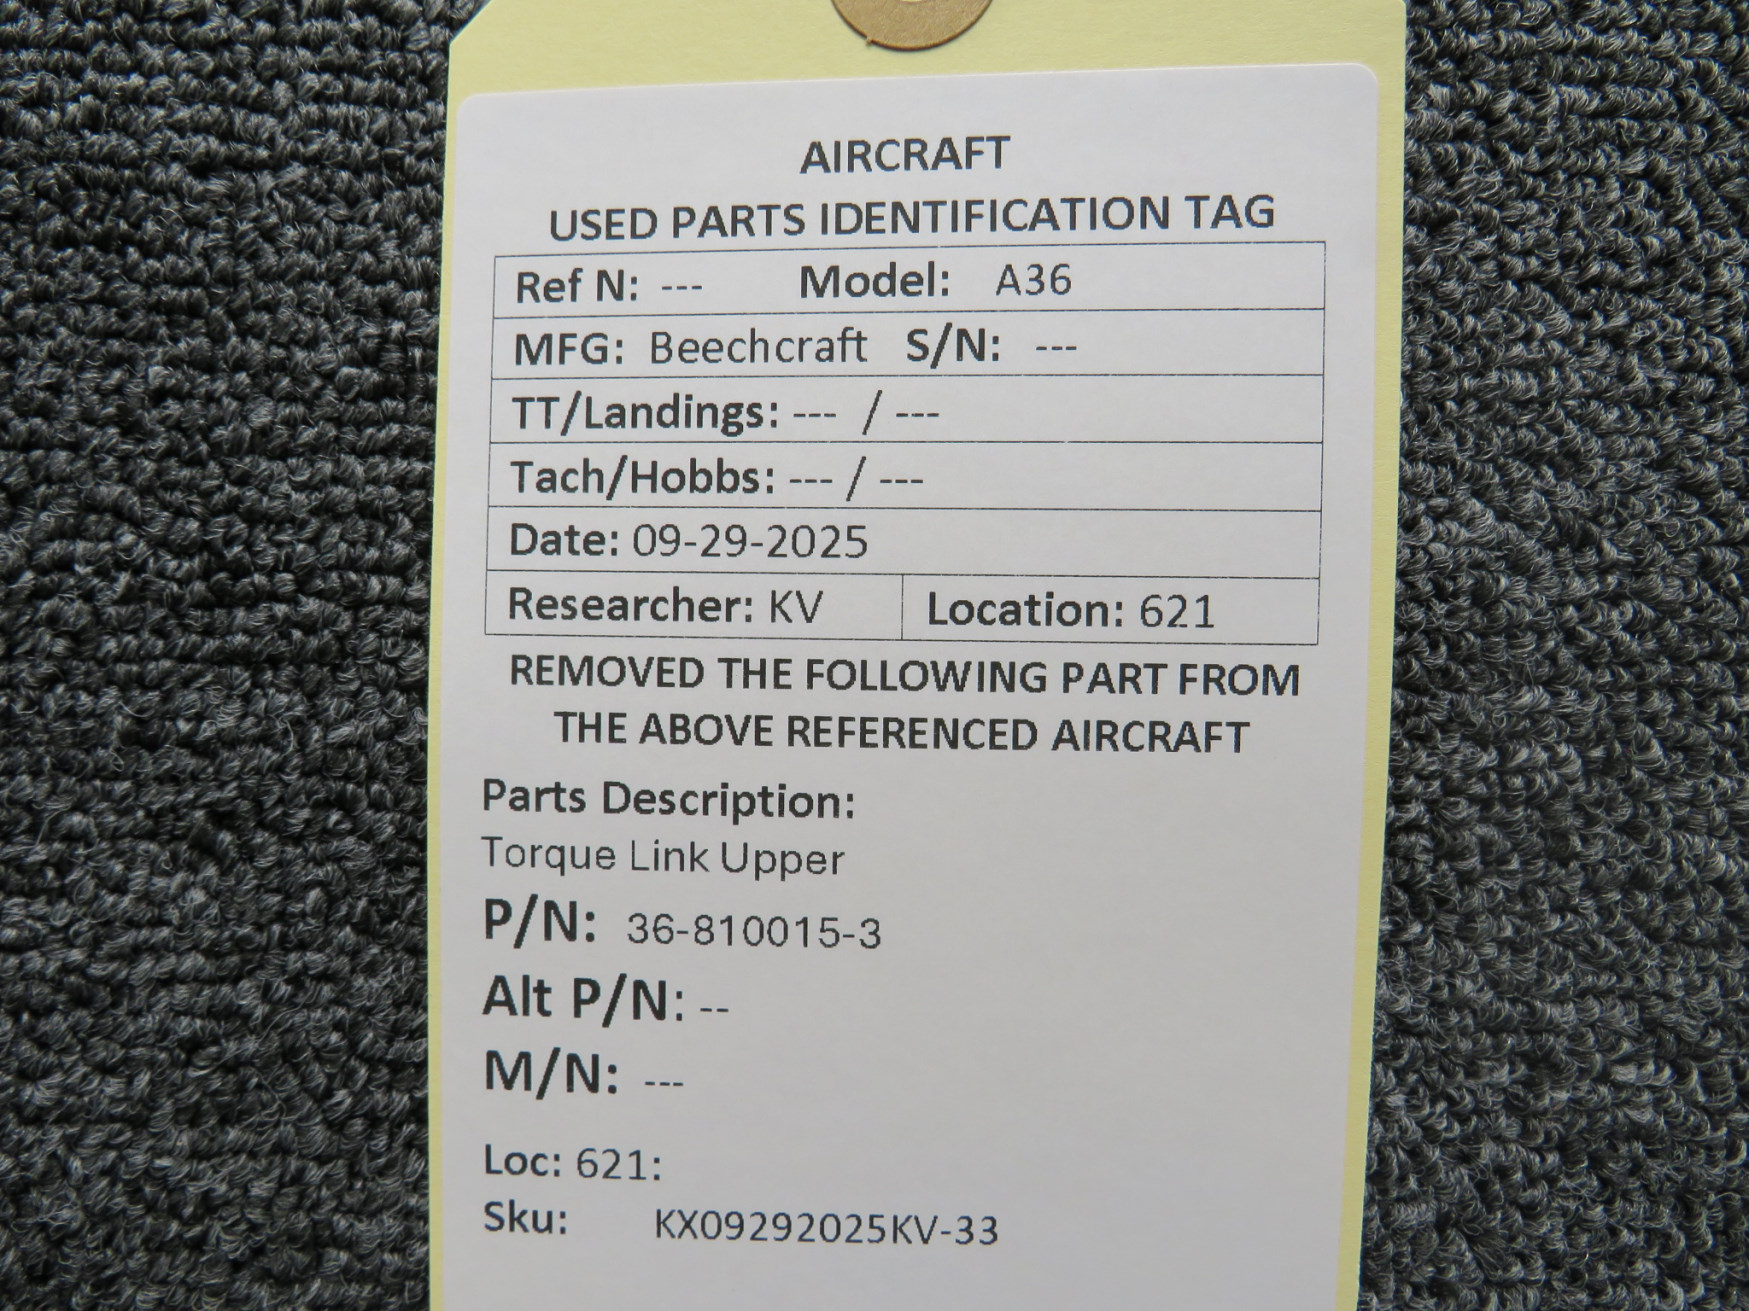 AIRCRAFT
USED PARTS IDENTIFICATION TAG
Ref N: --- Model: A36
MFG: Beechcraft S/N: ---
TT/Landings: --- / ---
Tach/Hobbs: --- / ---
Date: 09-29-2025
Researcher: KV Location: 621
REMOVED THE FOLLOWING PART FROM
THE ABOVE REFERENCED AIRCRAFT
Parts Description:
Torque Link Upper
P/N: 36-810015-3
Alt P/N: --
M/N: ---
Loc: 621:
Sku: KX09292025KV-33